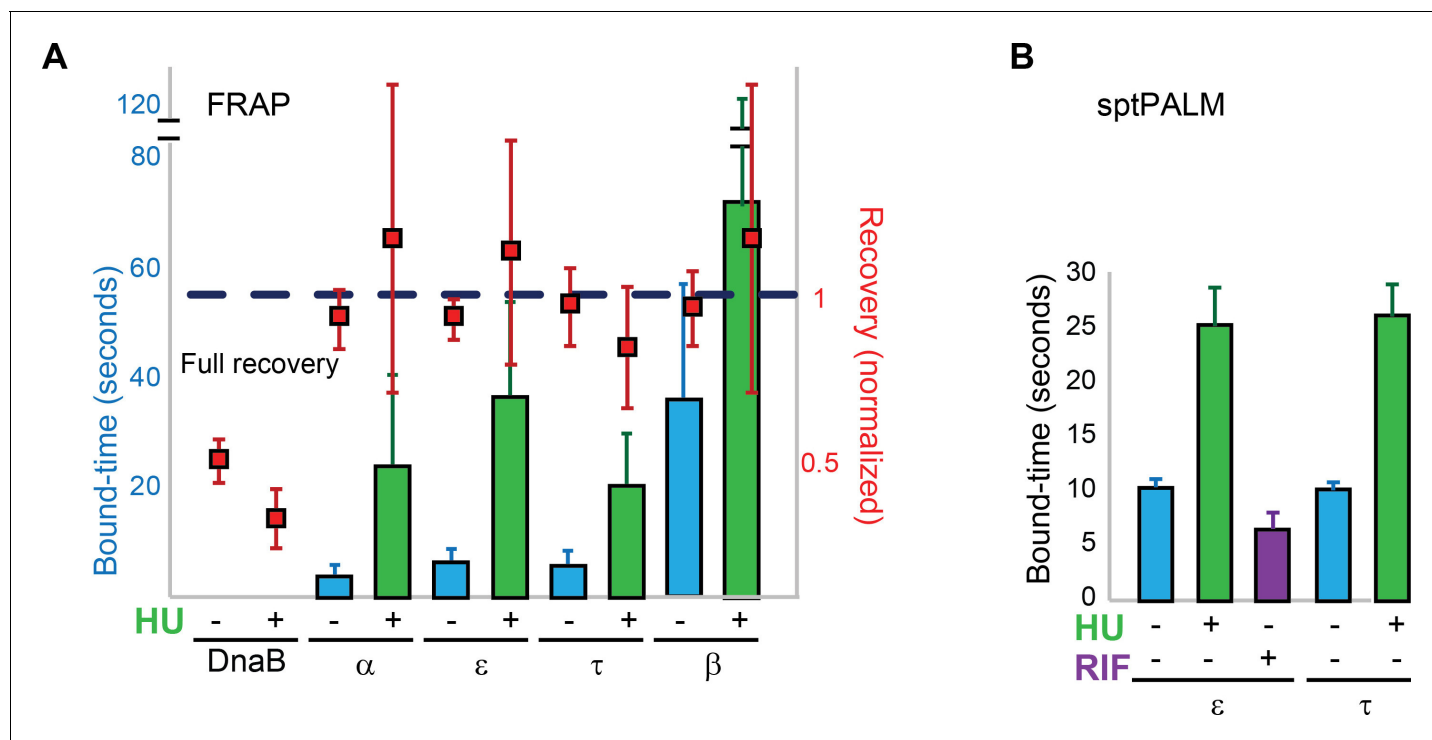 A
FRAP
120
80
60
40
20
Bound-time (seconds)
Full recovery
1
0.5
Recovery (normalized)
HU - + - + - + - + - +
DnaB α ε τ β
B
sptPALM
30
25
20
15
10
5
0
Bound-time (seconds)
HU - + - - +
RIF - - + - -
ε τ